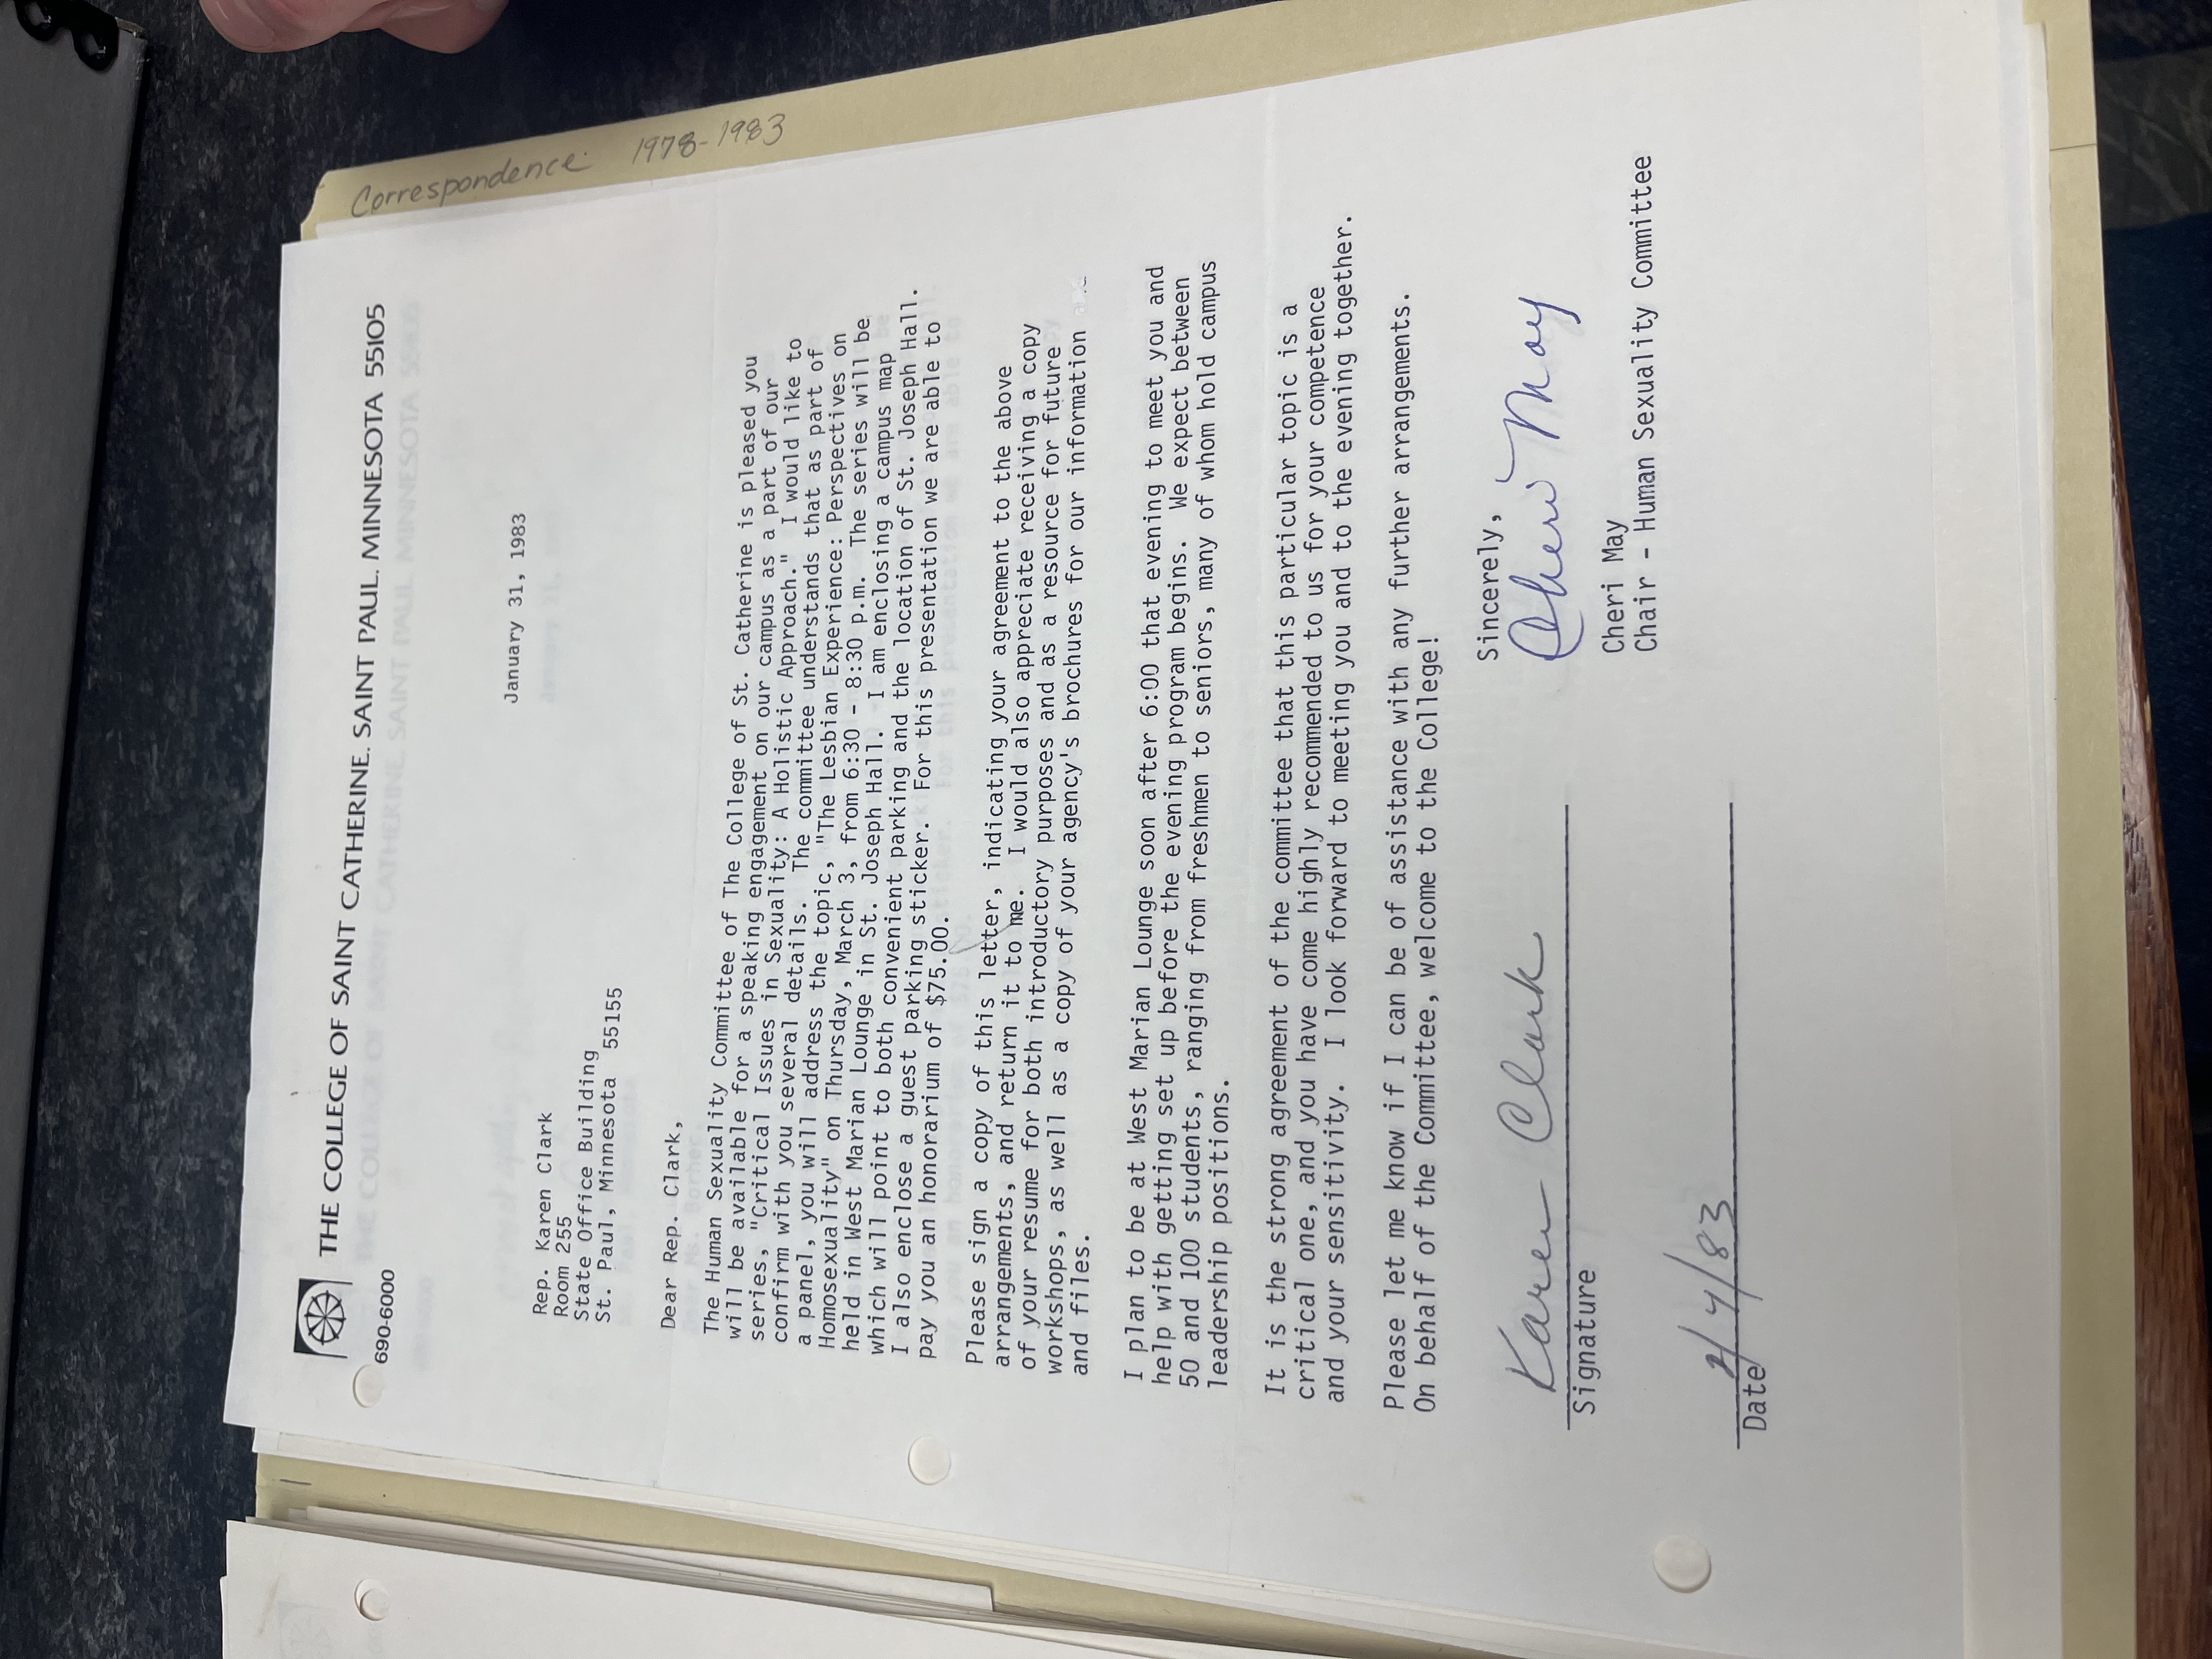 THE COLLEGE OF SAINT CATHERINE. SAINT PAUL. MINNESOTA 55105
690-6000
January 31, 1983
Rep. Karen Clark
Room 255
State Office Building
St. Paul, Minnesota 55155
Dear Rep. Clark,
The Human Sexuality Committee of The College of St. Catherine is pleased you
will be available for a speaking engagement on our campus as a part of our
series, "Critical Issues in Sexuality: A Holistic Approach." I would like to
confirm with you several details. The committee understands that as part of
a panel, you will address the topic, "The Lesbian Experience: Perspectives on
Homosexuality" on Thursday, March 3, from 6:30 - 8:30 p.m. The series will be
held in West Marian Lounge in St. Joseph Hall. I am enclosing a campus map
which will point to both convenient parking and the location of St. Joseph Hall.
I also enclose a guest parking sticker. For this presentation we are able to
pay you an honorarium of $75.00.
Please sign a copy of this letter, indicating your agreement to the above
arrangements, and return it to me. I would also appreciate receiving a copy
of your resume for both introductory purposes and as a resource for future
workshops, as well as a copy of your agency's brochures for our information
and files.
I plan to be at West Marian Lounge soon after 6:00 that evening to meet you and
help with getting set up before the evening program begins. We expect between
50 and 100 students, ranging from freshmen to seniors, many of whom hold campus
leadership positions.
It is the strong agreement of the committee that this particular topic is a
critical one, and you have come highly recommended to us for your competence
and your sensitivity. I look forward to meeting you and to the evening together.
Please let me know if I can be of assistance with any further arrangements.
On behalf of the Committee, welcome to the College!
Sincerely,
Cheri May
Cheri May
Chair - Human Sexuality Committee
Karen Clark
Signature
2/4/83
Date
Correspondence
1978-1983